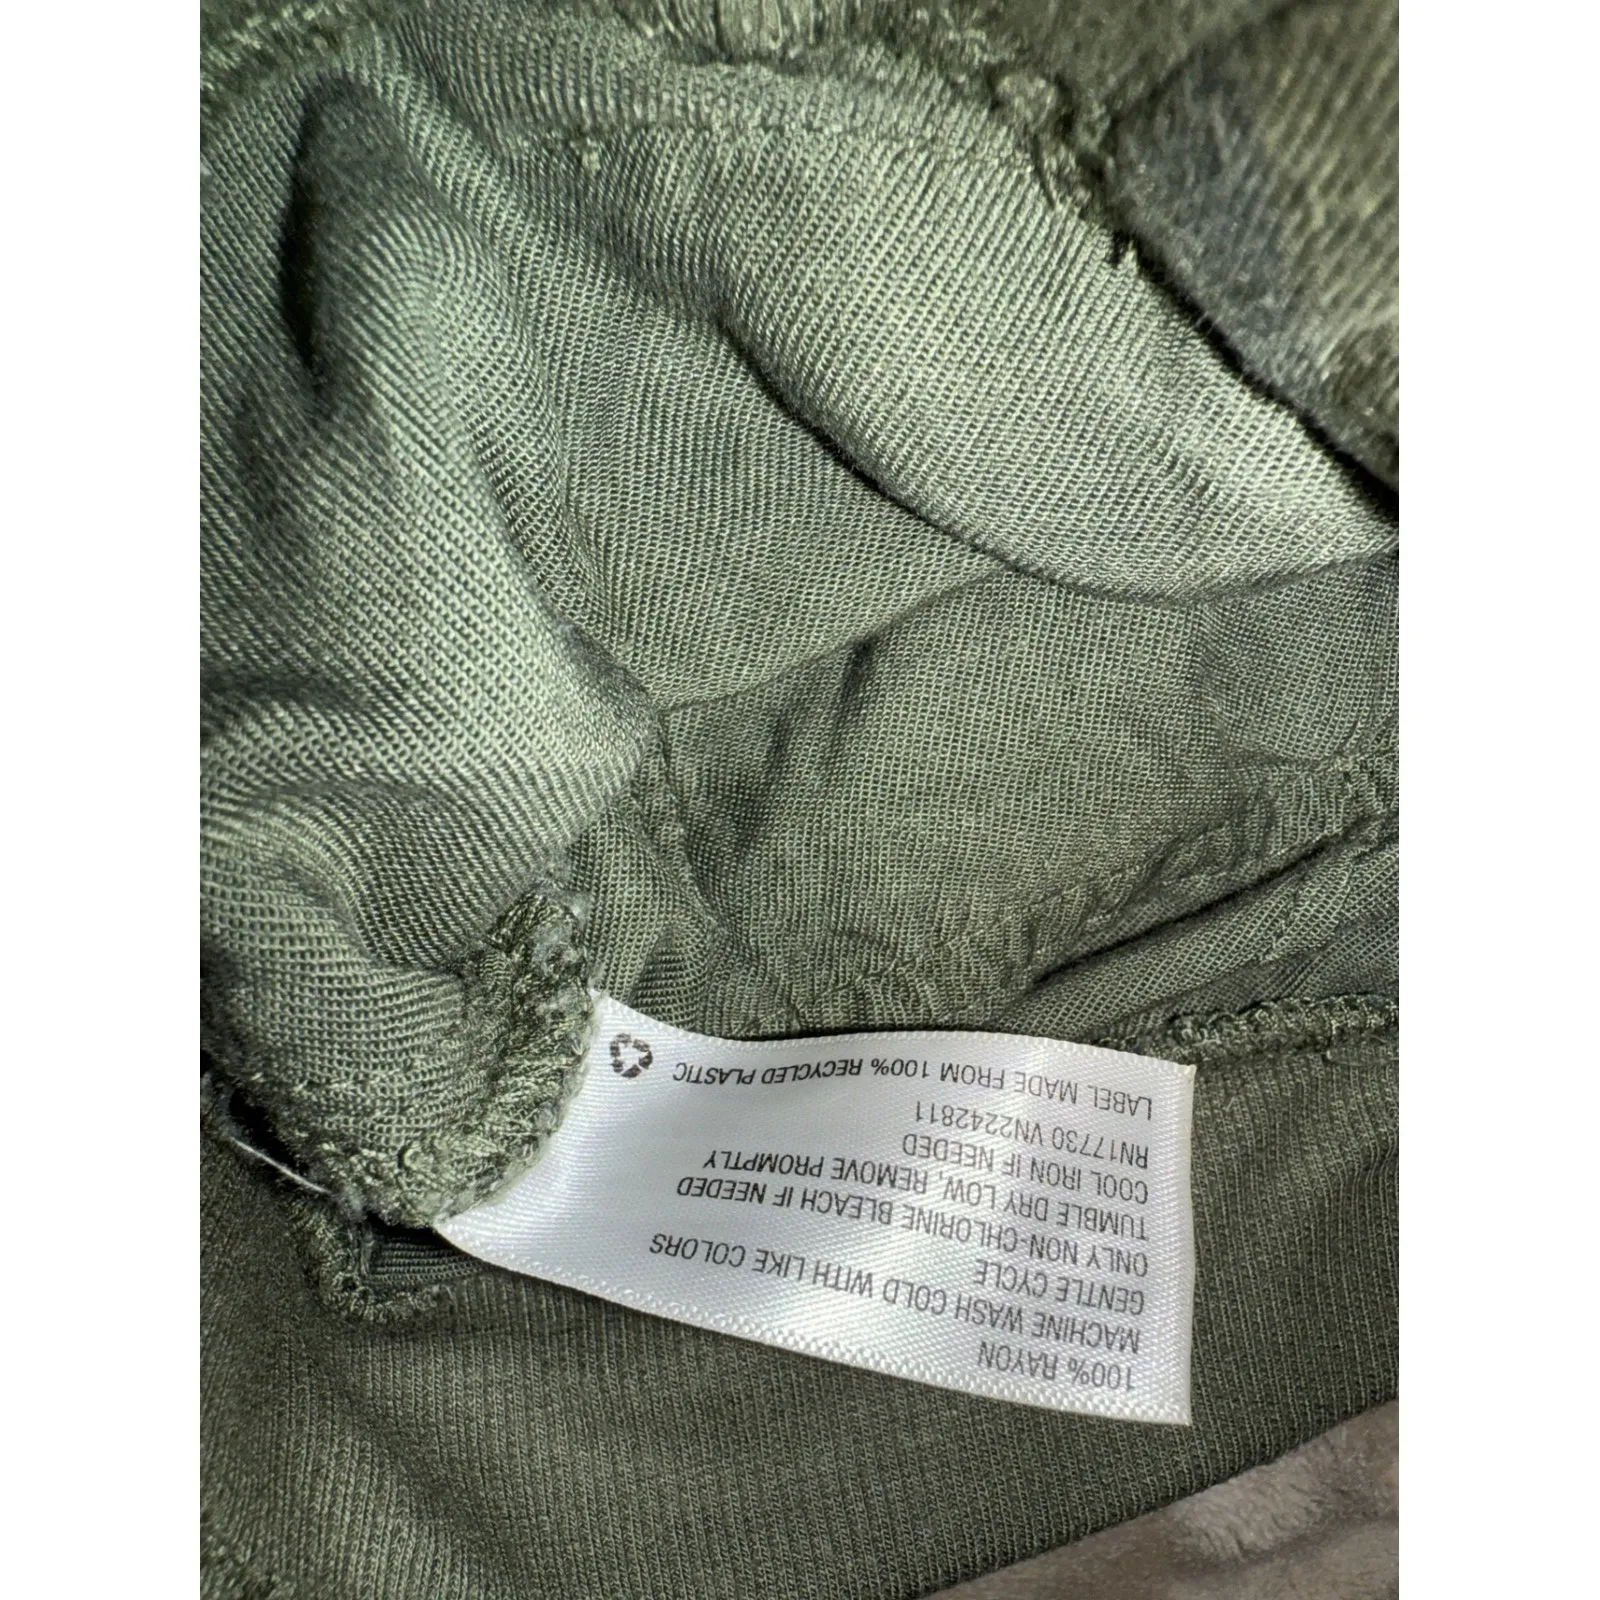 100% RAYON
MACHINE WASH COLD WITH LIKE COLORS
GENTLE CYCLE
ONLY NON-CHLORINE BLEACH IF NEEDED
TUMBLE DRY LOW, REMOVE PROMPTLY
COOL IRON IF NEEDED
RN17730 VN2242811
LABEL MADE FROM 100% RECYCLED PLASTIC